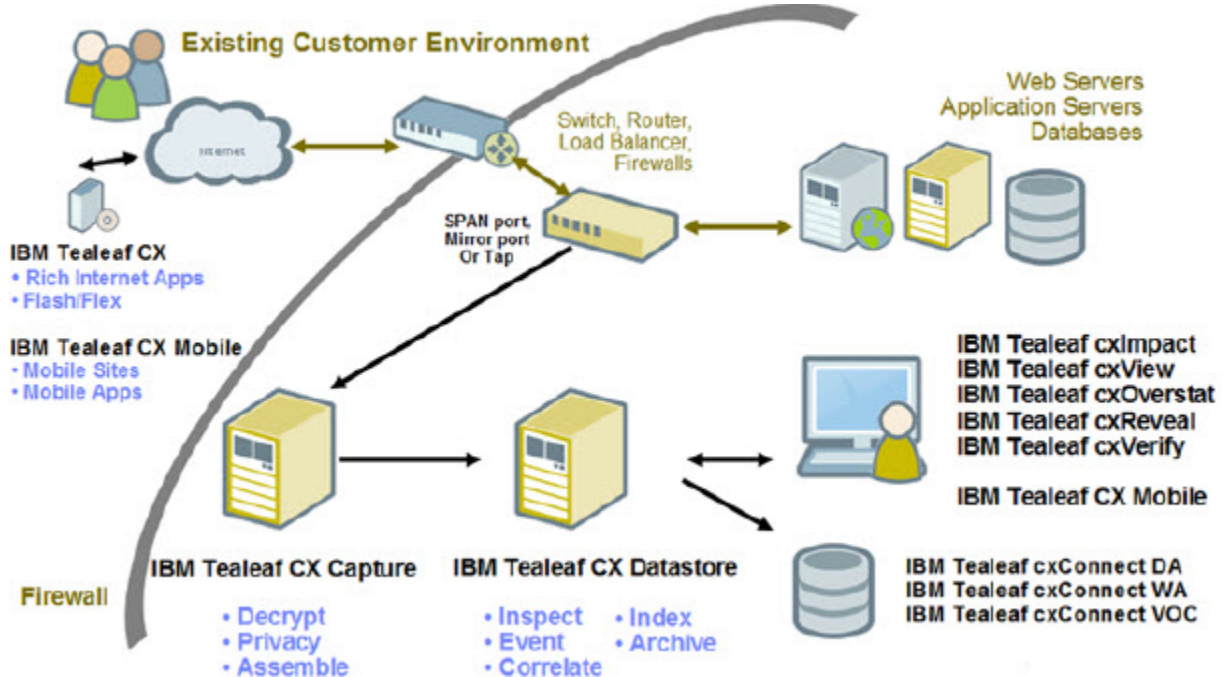 Existing Customer Environment
Internet
Switch, Router,
Load Balancer,
Firewalls
Web Servers
Application Servers
Databases
SPAN port,
Mirror port
Or Tap
IBM Tealeaf CX
• Rich Internet Apps
• Flash/Flex
IBM Tealeaf CX Mobile
• Mobile Sites
• Mobile Apps
IBM Tealeaf cxImpact
IBM Tealeaf cxView
IBM Tealeaf cxOverstat
IBM Tealeaf cxReveal
IBM Tealeaf cxVerify
IBM Tealeaf CX Mobile
Firewall
IBM Tealeaf CX Capture
• Decrypt
• Privacy
• Assemble
IBM Tealeaf CX Datastore
• Inspect
• Event
• Correlate
• Index
• Archive
IBM Tealeaf cxConnect DA
IBM Tealeaf cxConnect WA
IBM Tealeaf cxConnect VOC